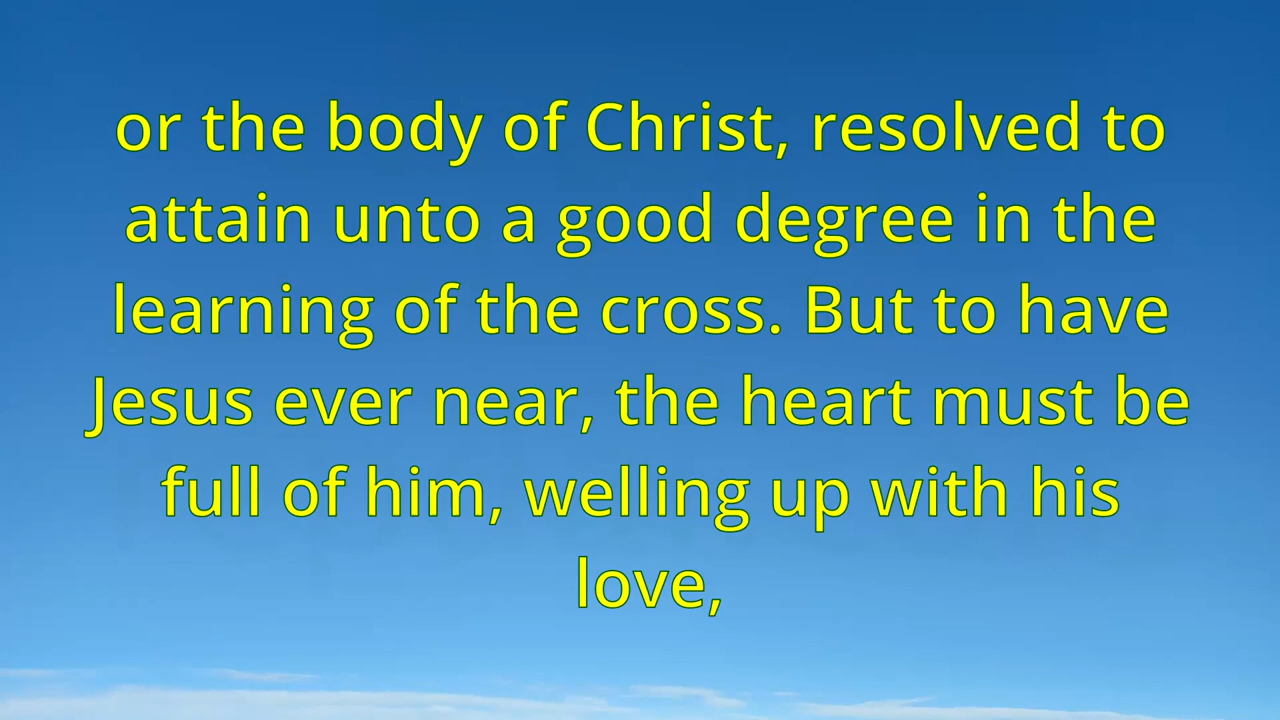 or the body of Christ, resolved to
attain unto a good degree in the
learning of the cross. But to have
Jesus ever near, the heart must be
full of him, welling up with his
love,